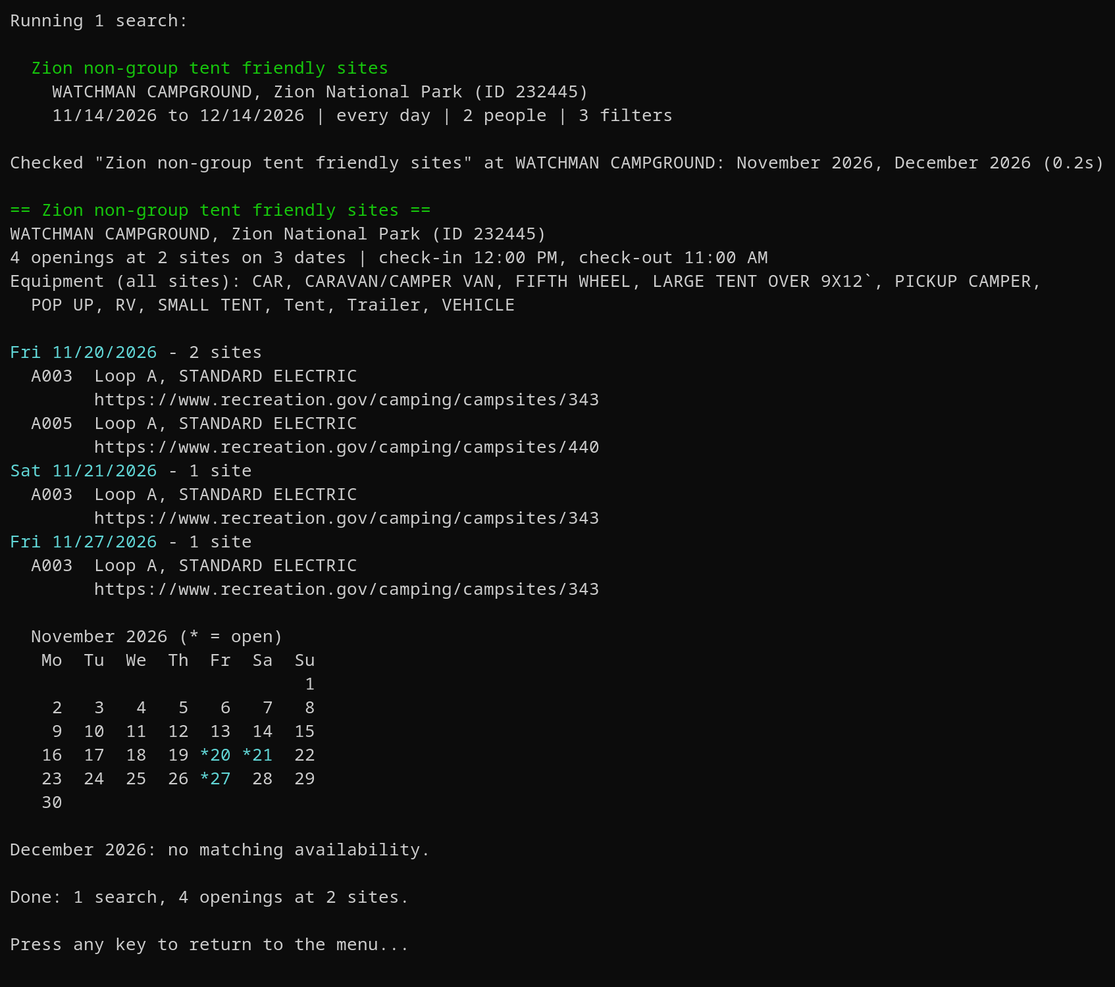 Running 1 search:
Zion non-group tent friendly sites
WATCHMAN CAMPGROUND, Zion National Park (ID 232445)
11/14/2026 to 12/14/2026 | every day | 2 people | 3 filters
Checked "Zion non-group tent friendly sites" at WATCHMAN CAMPGROUND: November 2026, December 2026 (0.2s)
== Zion non-group tent friendly sites ==
WATCHMAN CAMPGROUND, Zion National Park (ID 232445)
4 openings at 2 sites on 3 dates | check-in 12:00 PM, check-out 11:00 AM
Equipment (all sites): CAR, CARAVAN/CAMPER VAN, FIFTH WHEEL, LARGE TENT OVER 9X12`, PICKUP CAMPER,
POP UP, RV, SMALL TENT, Tent, Trailer, VEHICLE
Fri 11/20/2026 - 2 sites
A003  Loop A, STANDARD ELECTRIC
https://www.recreation.gov/camping/campsites/343
A005  Loop A, STANDARD ELECTRIC
https://www.recreation.gov/camping/campsites/440
Sat 11/21/2026 - 1 site
A003  Loop A, STANDARD ELECTRIC
https://www.recreation.gov/camping/campsites/343
Fri 11/27/2026 - 1 site
A003  Loop A, STANDARD ELECTRIC
https://www.recreation.gov/camping/campsites/343
November 2026 (* = open)
Mo  Tu  We  Th  Fr  Sa  Su
1
2   3   4   5   6   7   8
9  10  11  12  13  14  15
16  17  18  19 *20 *21  22
23  24  25  26 *27  28  29
30
December 2026: no matching availability.
Done: 1 search, 4 openings at 2 sites.
Press any key to return to the menu...